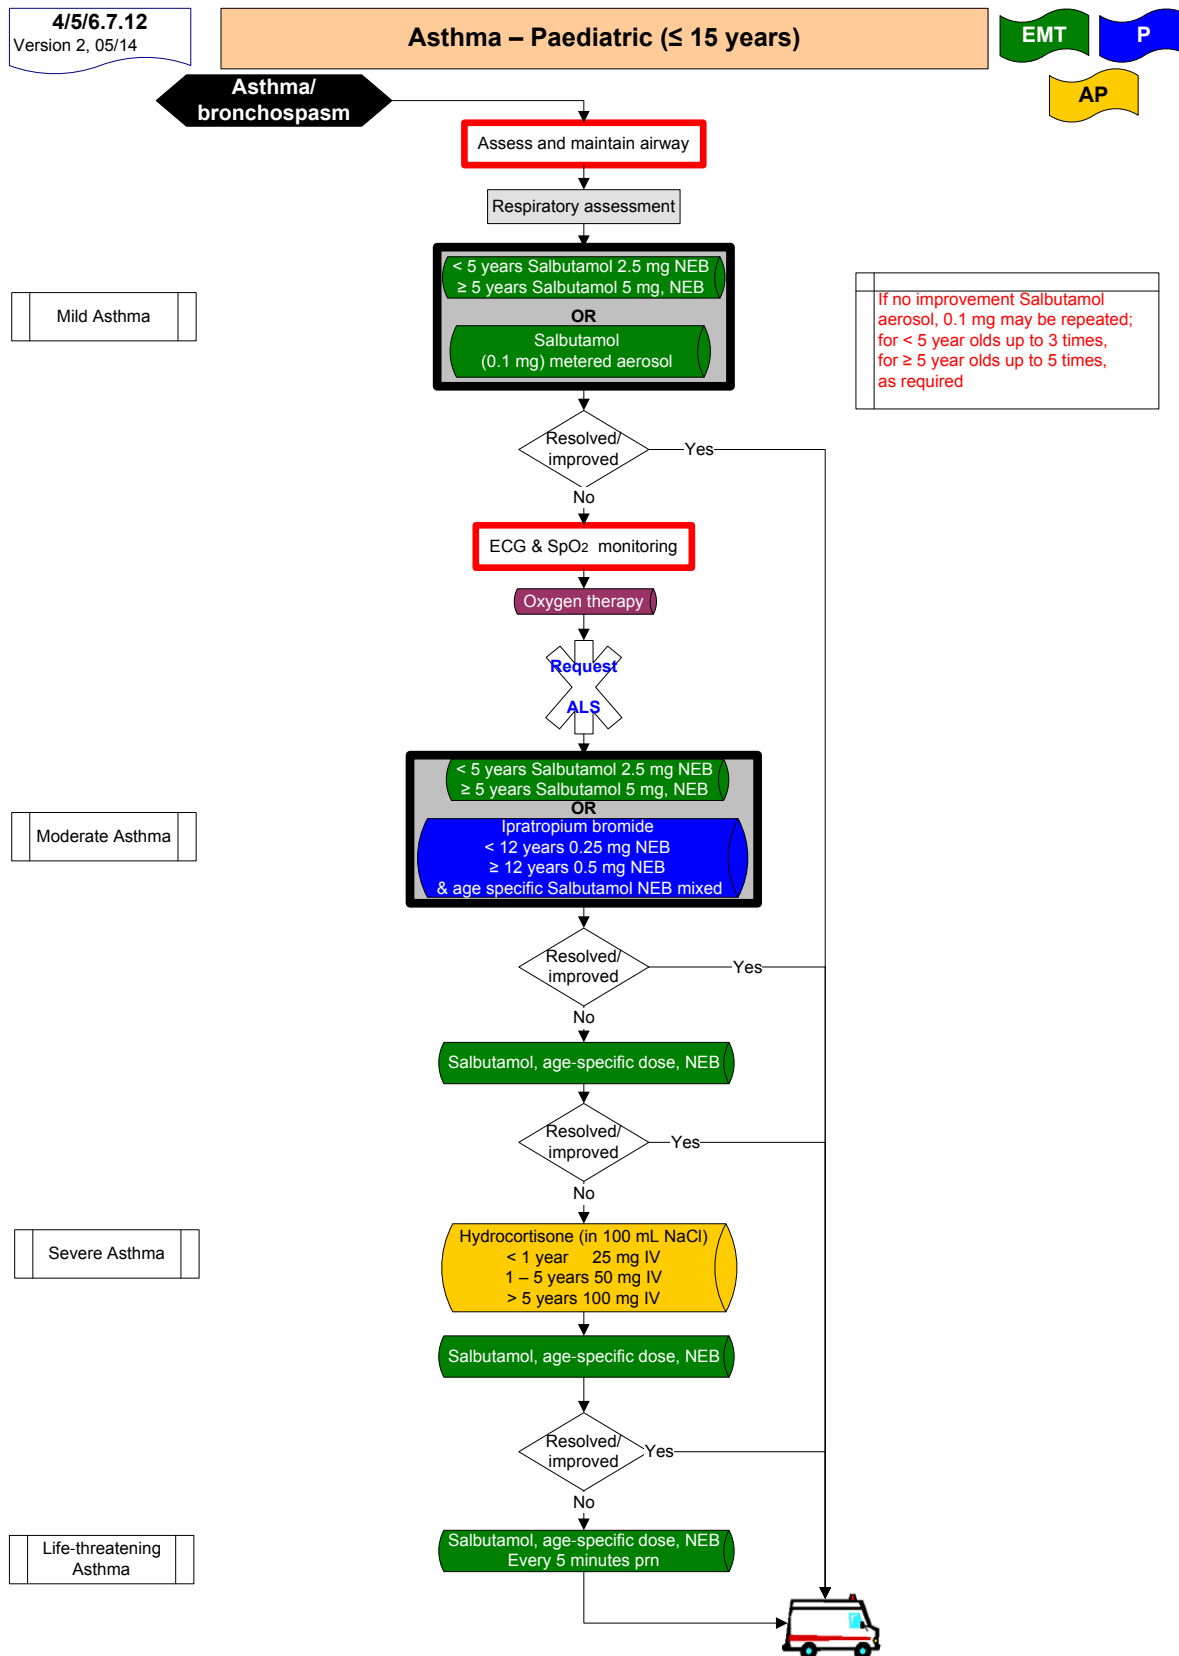 4/5/6.7.12
Version 2, 05/14
Asthma – Paediatric (≤ 15 years)
EMT
P
AP
Asthma/
bronchospasm
Assess and maintain airway
Respiratory assessment
< 5 years Salbutamol 2.5 mg NEB
≥ 5 years Salbutamol 5 mg, NEB
OR
Salbutamol
(0.1 mg) metered aerosol
Mild Asthma
If no improvement Salbutamol
aerosol, 0.1 mg may be repeated;
for < 5 year olds up to 3 times,
for ≥ 5 year olds up to 5 times,
as required
Resolved/
improved
Yes
No
ECG & SpO2 monitoring
Oxygen therapy
Request
ALS
< 5 years Salbutamol 2.5 mg NEB
≥ 5 years Salbutamol 5 mg, NEB
OR
Ipratropium bromide
< 12 years 0.25 mg NEB
≥ 12 years 0.5 mg NEB
& age specific Salbutamol NEB mixed
Moderate Asthma
Resolved/
improved
Yes
No
Salbutamol, age-specific dose, NEB
Resolved/
improved
Yes
No
Severe Asthma
Hydrocortisone (in 100 mL NaCl)
< 1 year 25 mg IV
1 – 5 years 50 mg IV
> 5 years 100 mg IV
Salbutamol, age-specific dose, NEB
Resolved/
improved
Yes
No
Life-threatening
Asthma
Salbutamol, age-specific dose, NEB
Every 5 minutes prn